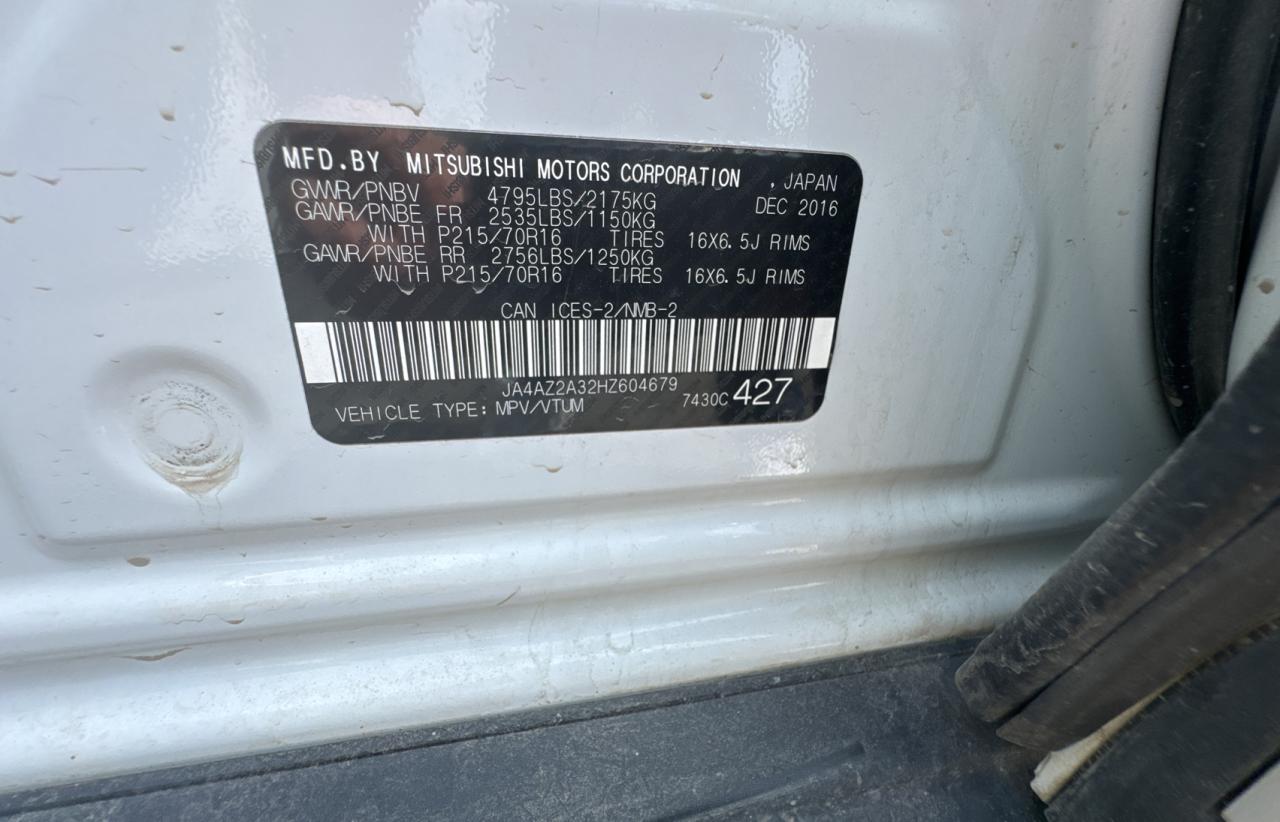 MFD.BY MITSUBISHI MOTORS CORPORATION , JAPAN
GVWR/PNBV 4795LBS/2175KG DEC 2016
GAWR/PNBE FR 2535LBS/1150KG
WITH P215/70R16 TIRES 16X6.5J RIMS
GAWR/PNBE RR 2756LBS/1250KG
WITH P215/70R16 TIRES 16X6.5J RIMS
CAN ICES-2/NMB-2
JA4AZ2A32HZ604679
VEHICLE TYPE: MPV/VTUM 7430C 427